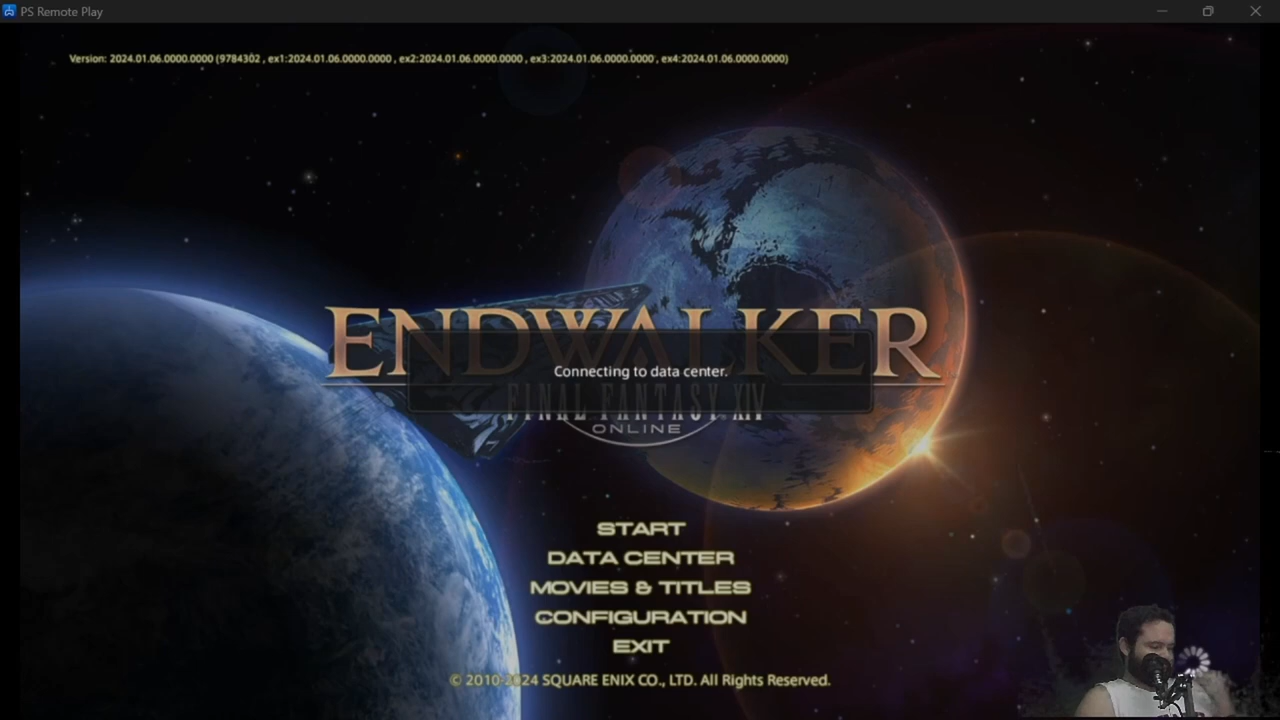 PS Remote Play
Version: 2024.01.06.0000.0000 (9784302 , ex1:2024.01.06.0000.0000 , ex2:2024.01.06.0000.0000 , ex3:2024.01.06.0000.0000 , ex4:2024.01.06.0000.0000)
ENDWALKER
Connecting to data center.
FINAL FANTASY XIV
ONLINE
START
DATA CENTER
MOVIES & TITLES
CONFIGURATION
EXIT
© 2010-2024 SQUARE ENIX CO., LTD. All Rights Reserved.